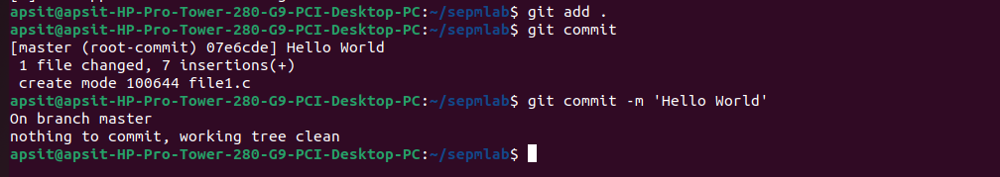 apsit@apsit-HP-Pro-Tower-280-G9-PCI-Desktop-PC:~/sepmlab$ git add .
apsit@apsit-HP-Pro-Tower-280-G9-PCI-Desktop-PC:~/sepmlab$ git commit
[master (root-commit) 07e6cde] Hello World
 1 file changed, 7 insertions(+)
 create mode 100644 file1.c
apsit@apsit-HP-Pro-Tower-280-G9-PCI-Desktop-PC:~/sepmlab$ git commit -m 'Hello World'
On branch master
nothing to commit, working tree clean
apsit@apsit-HP-Pro-Tower-280-G9-PCI-Desktop-PC:~/sepmlab$